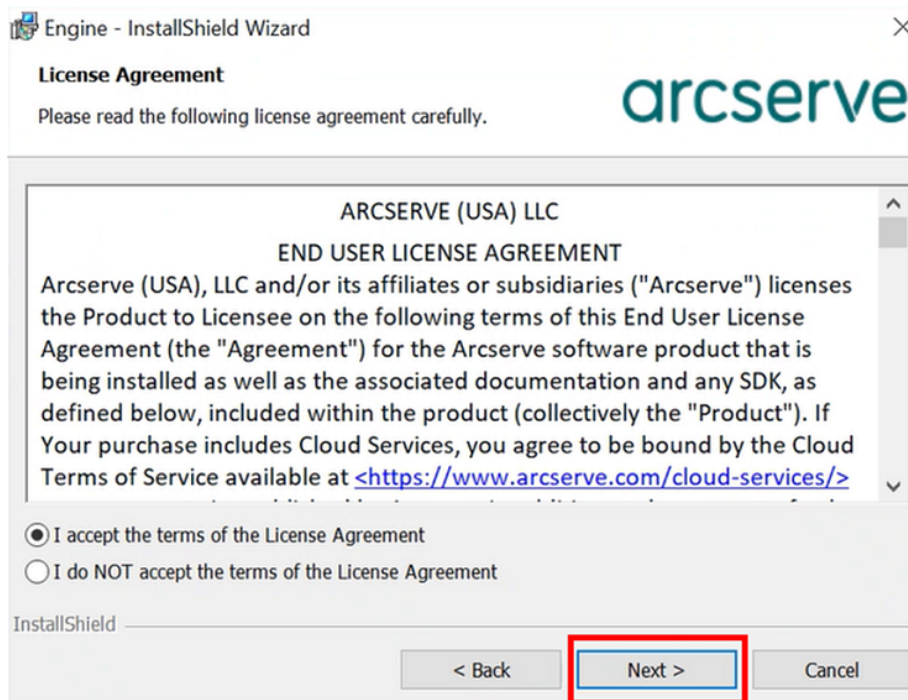 Engine - InstallShield Wizard
License Agreement
Please read the following license agreement carefully.
arcserve
ARCSERVE (USA) LLC
END USER LICENSE AGREEMENT
Arcserve (USA), LLC and/or its affiliates or subsidiaries ("Arcserve") licenses
the Product to Licensee on the following terms of this End User License
Agreement (the "Agreement") for the Arcserve software product that is
being installed as well as the associated documentation and any SDK, as
defined below, included within the product (collectively the "Product"). If
Your purchase includes Cloud Services, you agree to be bound by the Cloud
Terms of Service available at <https://www.arcserve.com/cloud-services/>
I accept the terms of the License Agreement
I do NOT accept the terms of the License Agreement
InstallShield
< Back
Next >
Cancel